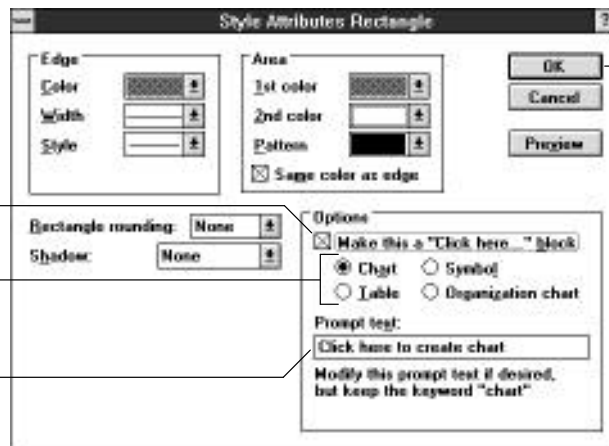 Style Attributes Rectangle
?
Edge
Color
Width
Style
Area
1st color
2nd color
Pattern
Same color as edge
OK
Cancel
Preview
Rectangle rounding: None
Shadow: None
Options
Make this a "Click here..." block
Chart
Symbol
Table
Organization chart
Prompt text:
Click here to create chart
Modify this prompt text if desired,
but keep the keyword "chart"